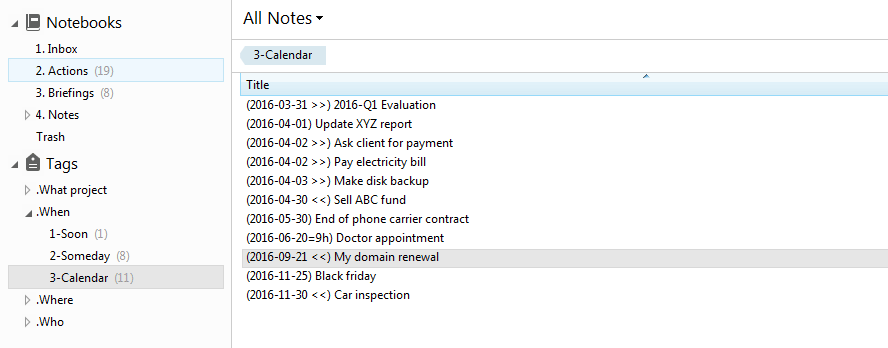 Notebooks
1. Inbox
2. Actions (19)
3. Briefings (8)
4. Notes
Trash
Tags
.What project
.When
1-Soon (1)
2-Someday (8)
3-Calendar (11)
.Where
.Who
All Notes
3-Calendar
Title
(2016-03-31 >>) 2016-Q1 Evaluation
(2016-04-01) Update XYZ report
(2016-04-02 >>) Ask client for payment
(2016-04-02 >>) Pay electricity bill
(2016-04-03 >>) Make disk backup
(2016-04-30 <<) Sell ABC fund
(2016-05-30) End of phone carrier contract
(2016-06-20=9h) Doctor appointment
(2016-09-21 <<) My domain renewal
(2016-11-25) Black friday
(2016-11-30 <<) Car inspection